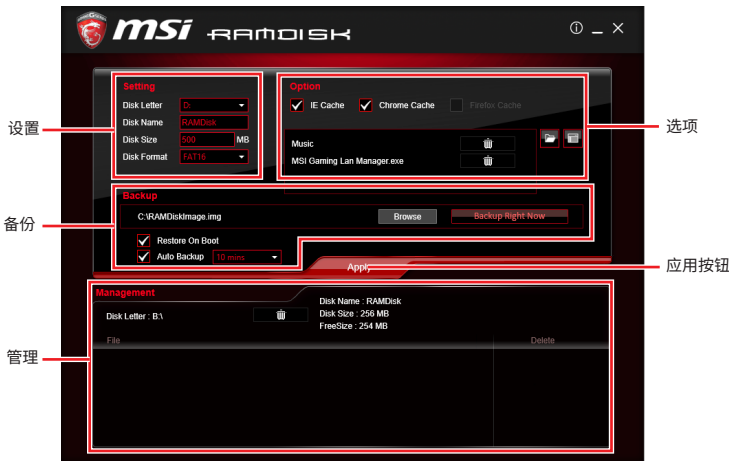 msi RAMDISK
设置
选项
备份
应用按钮
管理
Setting
Disk Letter D:
Disk Name RAMDisk
Disk Size 500 MB
Disk Format FAT16
Option
IE Cache Chrome Cache Firefox Cache
Music
MSI Gaming Lan Manager.exe
Backup
C:\RAMDiskImage.img Browse Backup Right Now
Restore On Boot
Auto Backup 10 mins
Apply
Management
Disk Letter : B:\
Disk Name : RAMDisk
Disk Size : 256 MB
FreeSize : 254 MB
File Delete